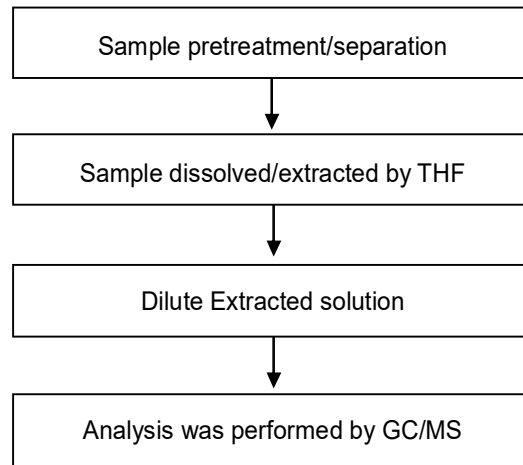 Sample pretreatment/separation
Sample dissolved/extracted by THF
Dilute Extracted solution
Analysis was performed by GC/MS